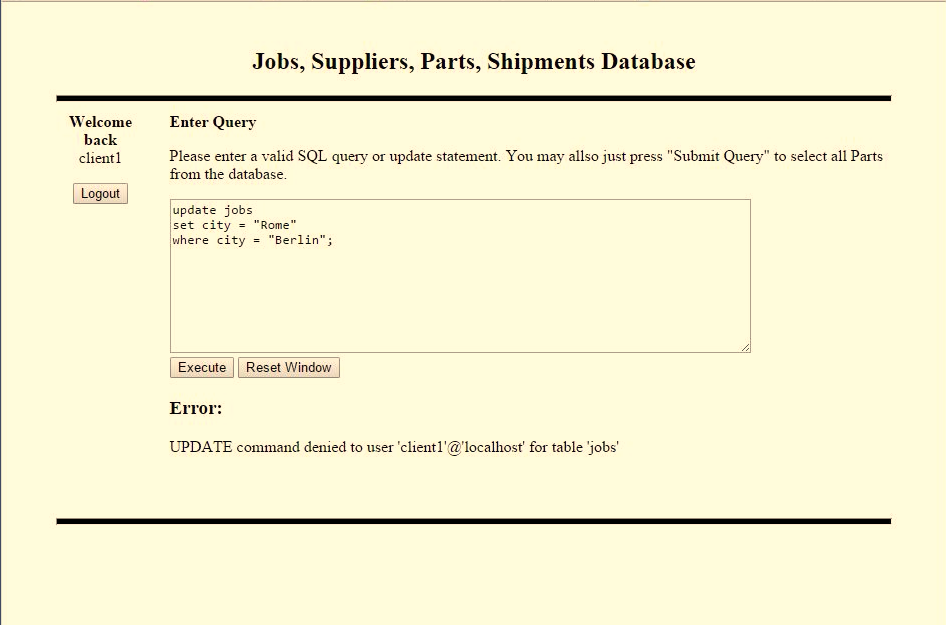 Jobs, Suppliers, Parts, Shipments Database
Welcome
back
client1
Logout
Enter Query
Please enter a valid SQL query or update statement. You may allso just press "Submit Query" to select all Parts
from the database.
update jobs
set city = "Rome"
where city = "Berlin";
Execute
Reset Window
Error:
UPDATE command denied to user 'client1'@'localhost' for table 'jobs'